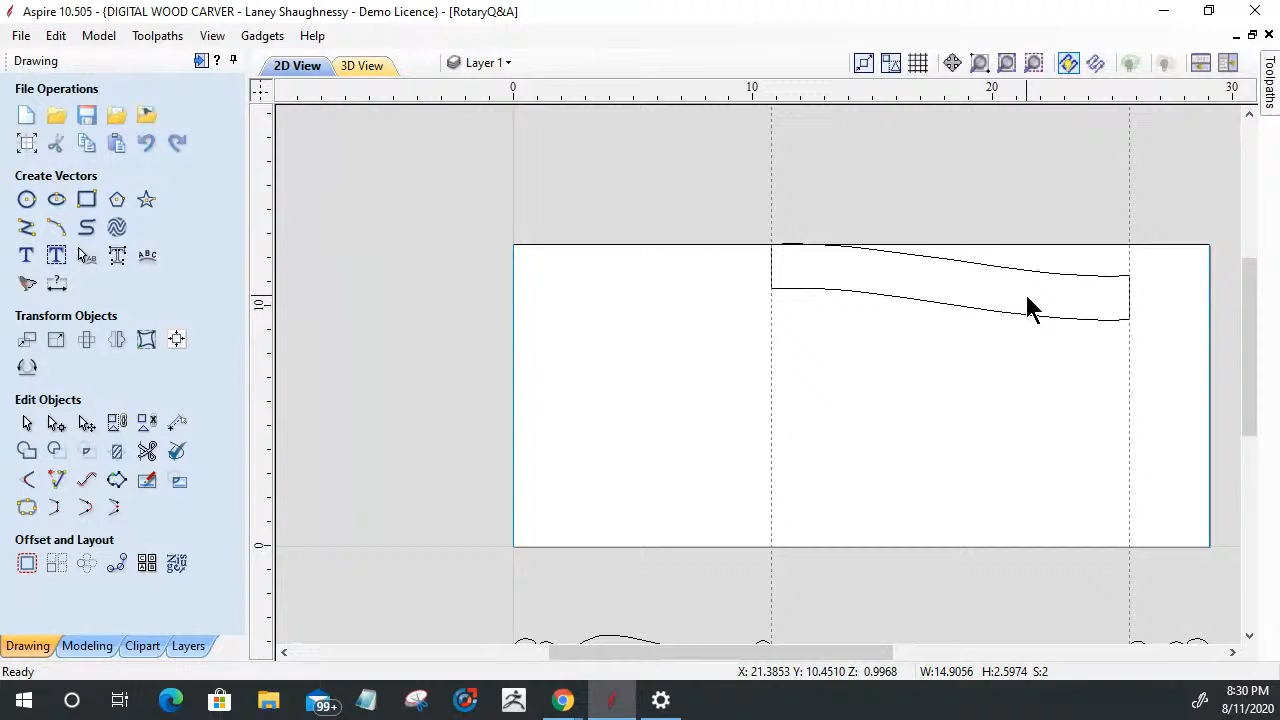 Aspire 10.505 - {DIGITAL WOOD CARVER - Laney Shaughnessy - Demo Licence} - [RotaryQ&A]
File Edit Model Toolpaths View Gadgets Help
Drawing
2D View 3D View Layer 1
File Operations
0 10 20 30
Toolpaths
Create Vectors
T T AB T ABC
Transform Objects
10
Edit Objects
0
Offset and Layout
Drawing Modeling Clipart Layers
Ready X: 21.3853 Y: 10.4510 Z: 0.9968 W:14.9056 H:2.5974 S:2
99+
8:30 PM
8/11/2020